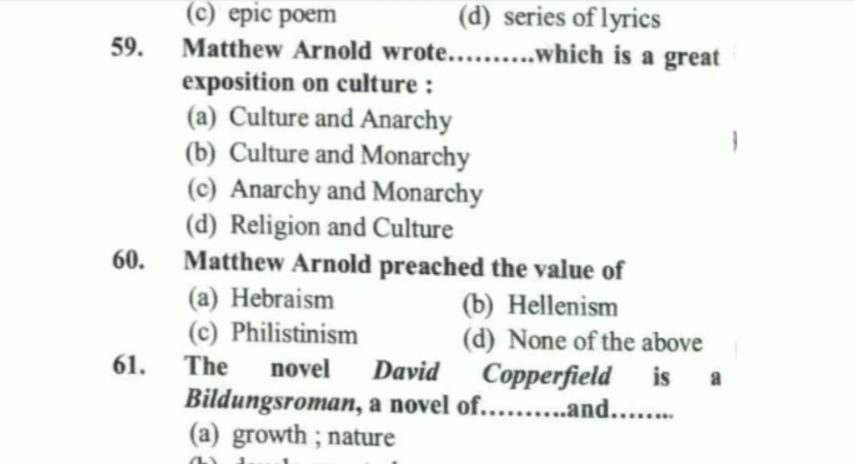 (c) epic poem (d) series of lyrics
59. Matthew Arnold wrote..........which is a great
exposition on culture :
(a) Culture and Anarchy
(b) Culture and Monarchy
(c) Anarchy and Monarchy
(d) Religion and Culture
60. Matthew Arnold preached the value of
(a) Hebraism (b) Hellenism
(c) Philistinism (d) None of the above
61. The novel David Copperfield is a
Bildungsroman, a novel of..........and........
(a) growth ; nature